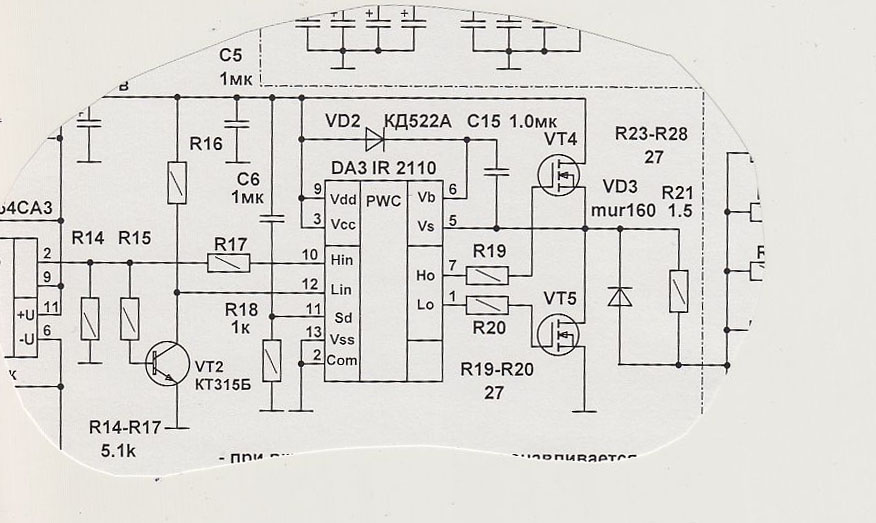 C5
1мк
в
R16
VD2 КД522А C15 1.0мк
VT4
R23-R28
27
C6
1мк
DA3 IR 2110
VD3
mur160
R21
1.5
54CA3
9 Vdd PWC Vb 6
3 Vcc Vs 5
R14 R15 R17
2 10 Hin Ho 7 R19
9 12 Lin Lo 1 R20
VT5
11 +U
6 -U
R18
1к
11 Sd
13 Vss
2 Com
VT2
КТ315Б
R19-R20
27
R14-R17
5.1k
- при